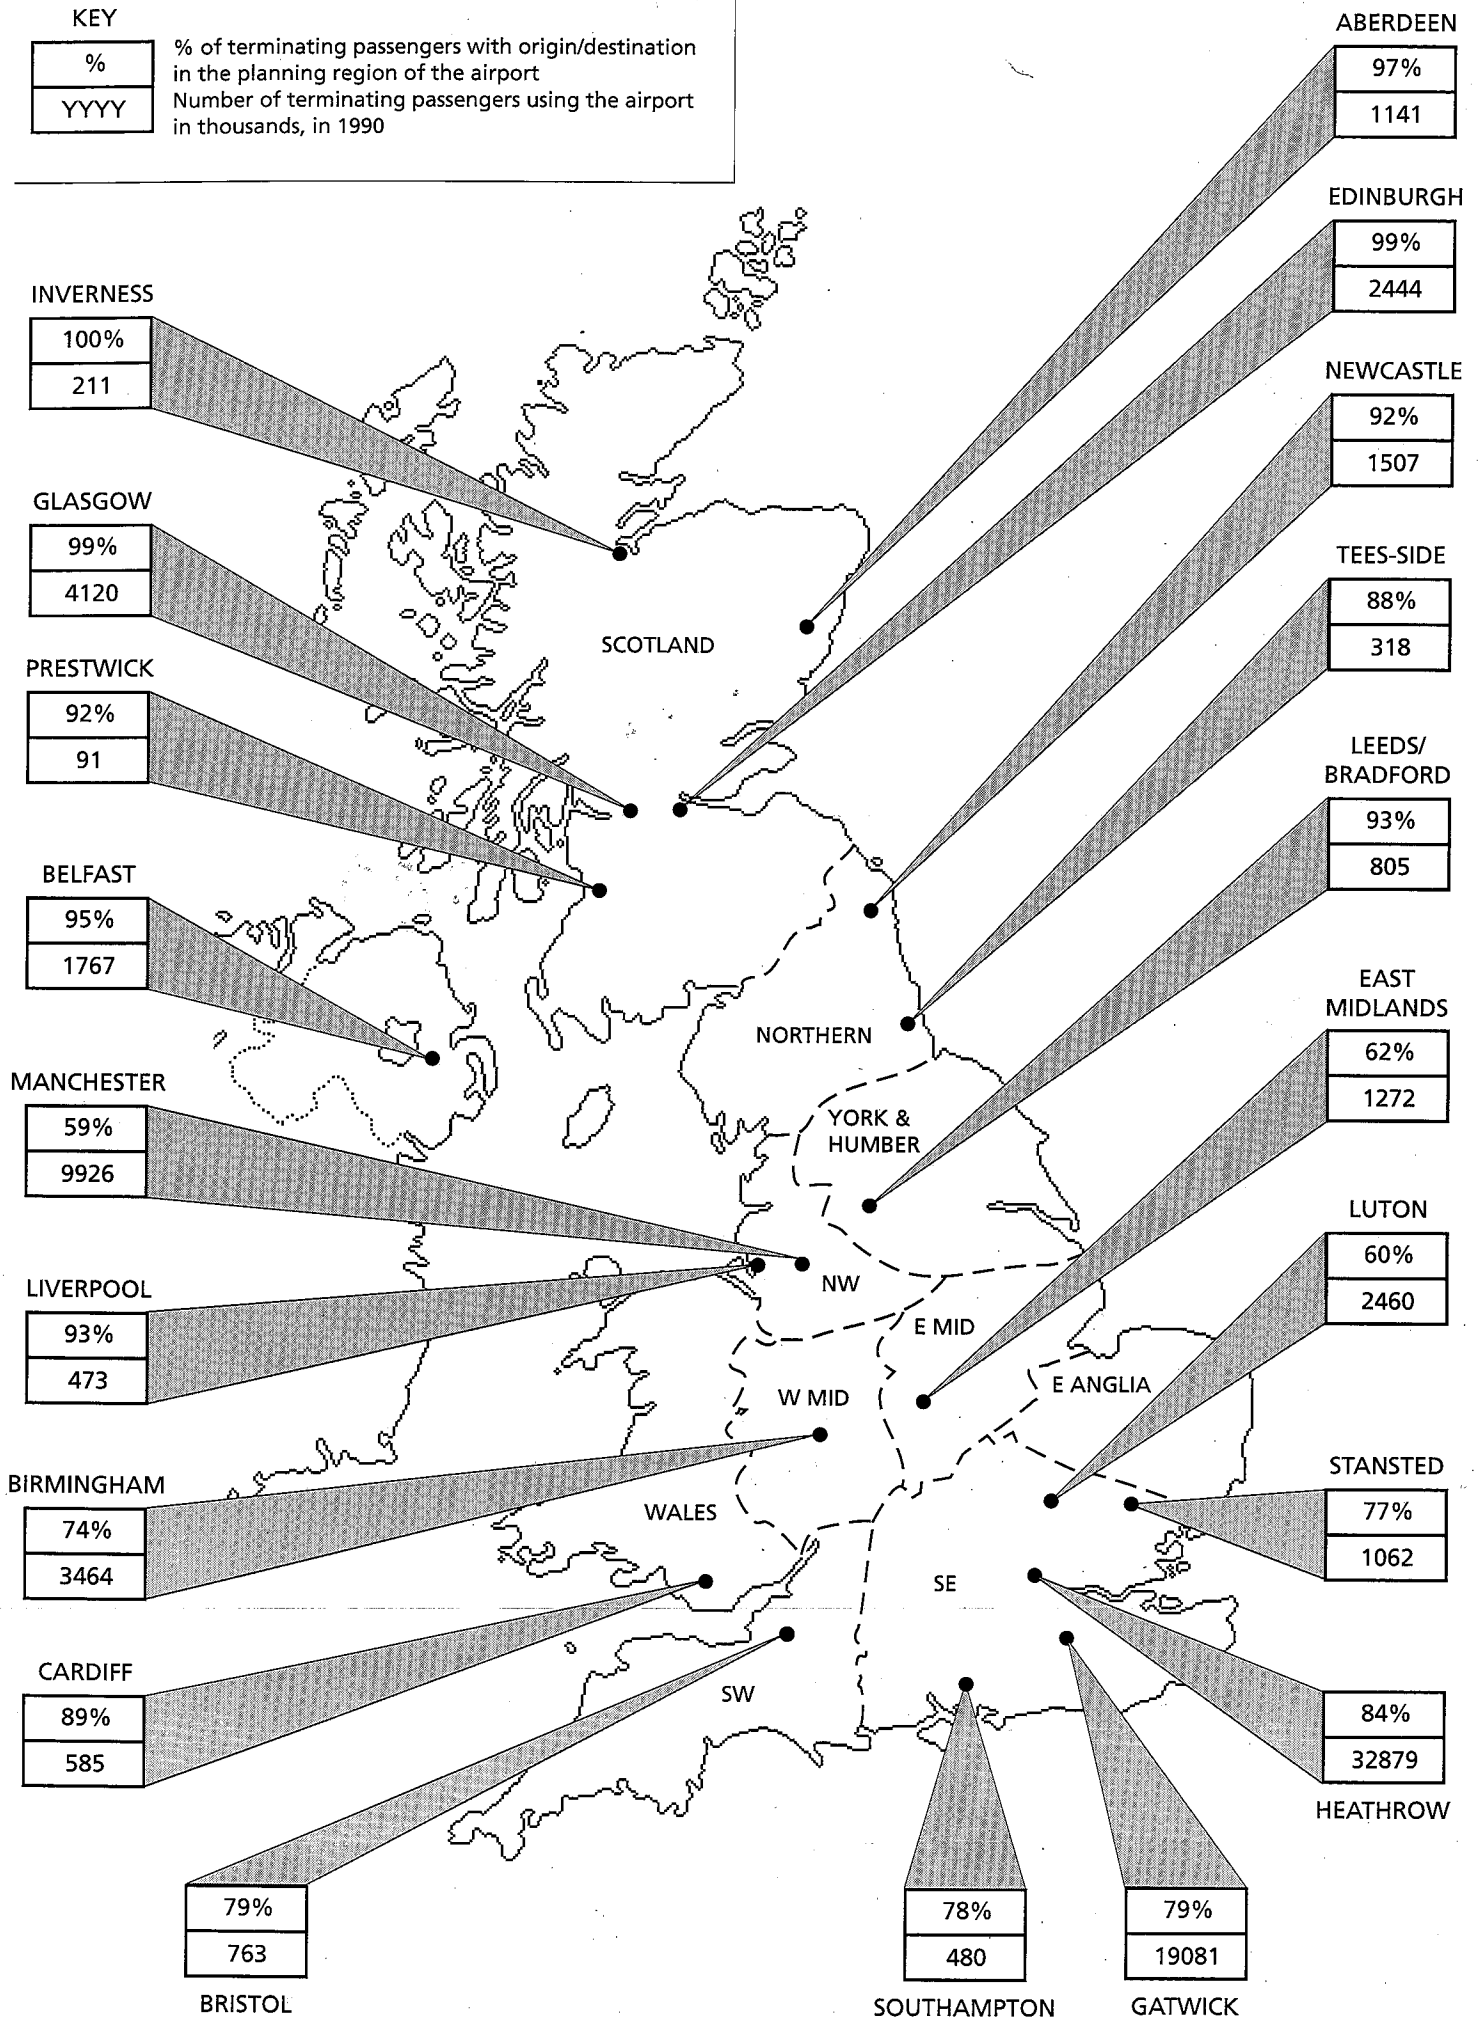 KEY
%
% of terminating passengers with origin/destination
in the planning region of the airport
YYYY
Number of terminating passengers using the airport
in thousands, in 1990
ABERDEEN
97%
1141
EDINBURGH
99%
2444
INVERNESS
100%
211
NEWCASTLE
92%
1507
GLASGOW
99%
4120
TEES-SIDE
88%
318
SCOTLAND
PRESTWICK
92%
91
LEEDS/
BRADFORD
93%
805
BELFAST
95%
1767
EAST
MIDLANDS
62%
1272
NORTHERN
MANCHESTER
59%
9926
YORK &
HUMBER
LUTON
60%
2460
LIVERPOOL
93%
473
NW
E MID
E ANGLIA
W MID
BIRMINGHAM
74%
3464
STANSTED
77%
1062
WALES
SE
CARDIFF
89%
585
SW
84%
32879
HEATHROW
79%
763
BRISTOL
78%
480
SOUTHAMPTON
79%
19081
GATWICK